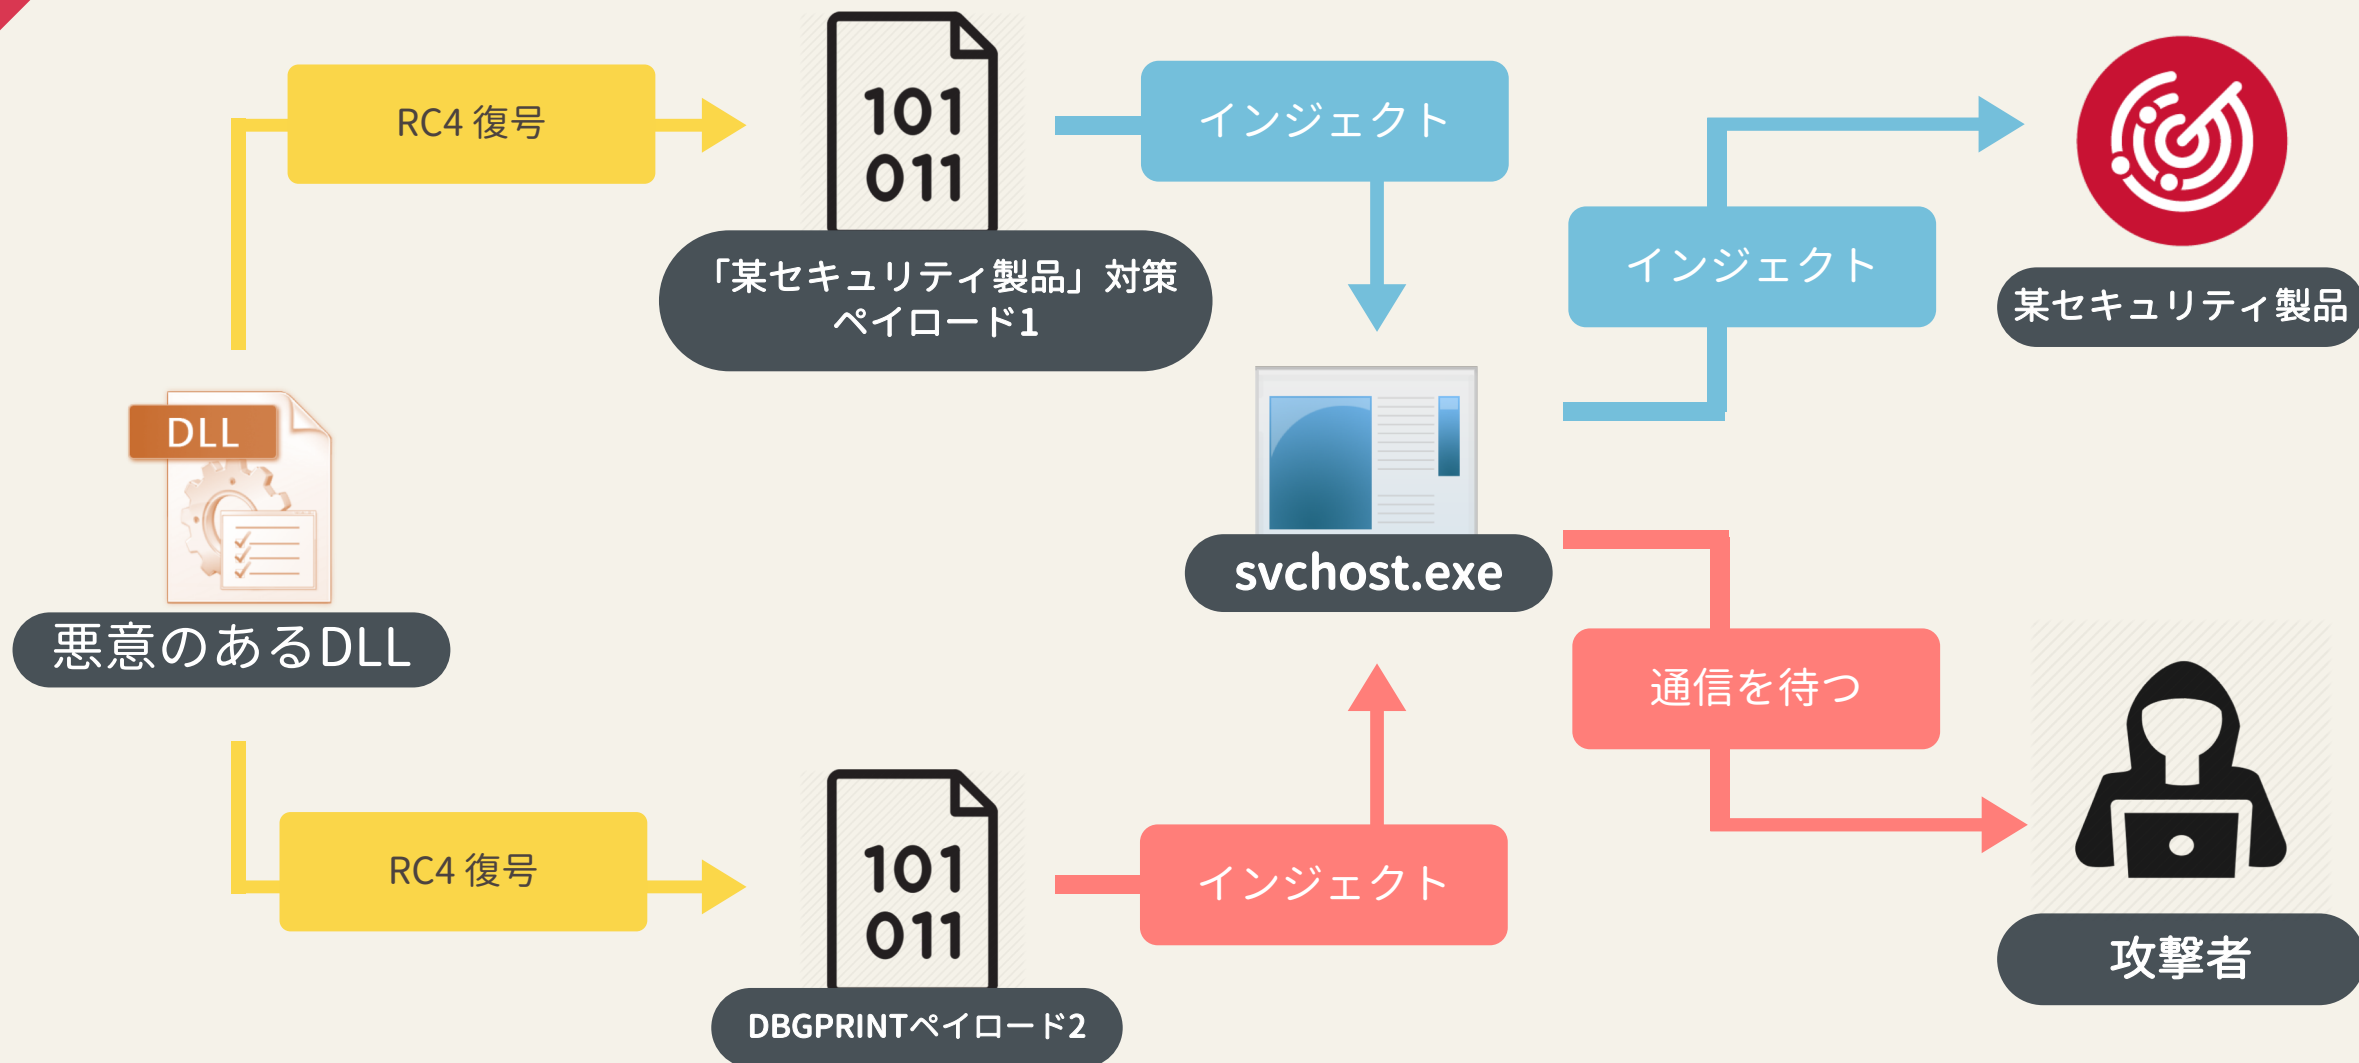 RC4 復号
101
011
インジェクト
「某セキュリティ製品」対策
ペイロード1
インジェクト
某セキュリティ製品
DLL
悪意のあるDLL
svchost.exe
通信を待つ
RC4 復号
101
011
インジェクト
DBGPRINTペイロード2
攻撃者